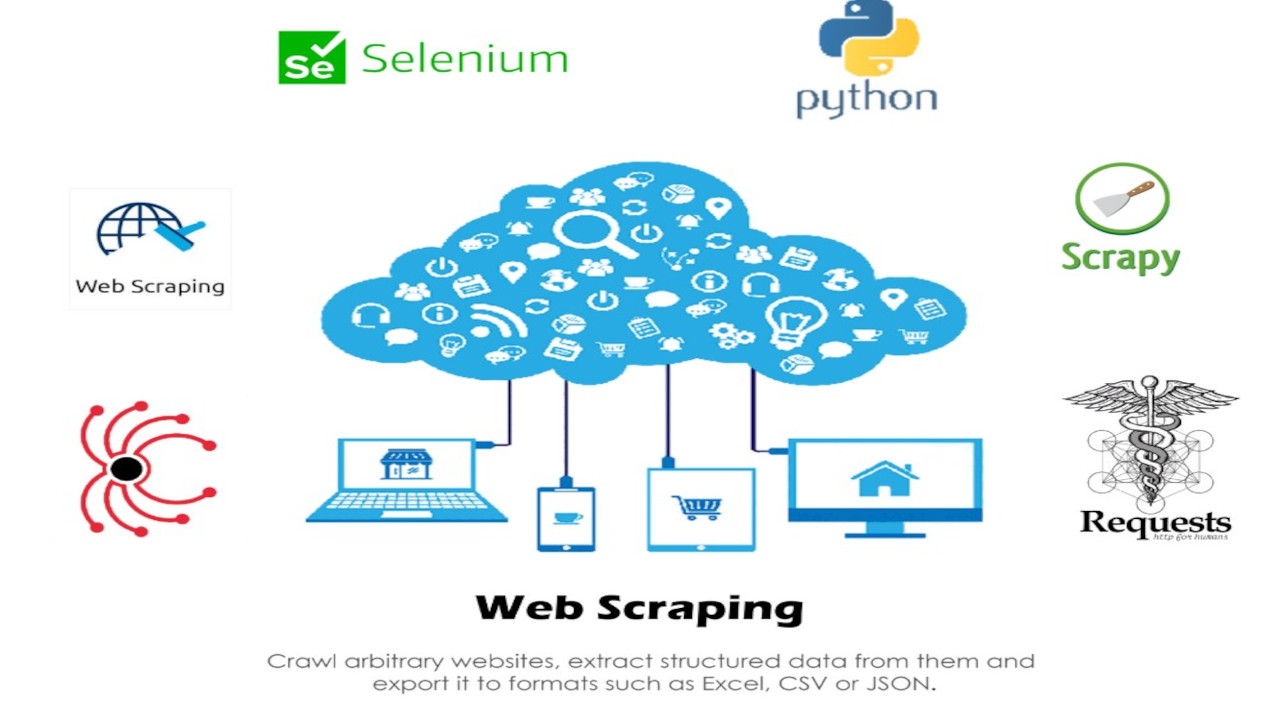 Se Selenium
python
Web Scraping
Scrapy
Requests
http for humans
Web Scraping
Crawl arbitrary websites, extract structured data from them and
export it to formats such as Excel, CSV or JSON.